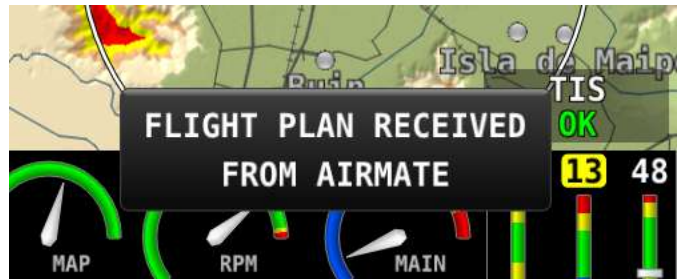 Isla de Maipo
Buin
TIS
OK
FLIGHT PLAN RECEIVED
FROM AIRMATE
13 48
MAP RPM MAIN